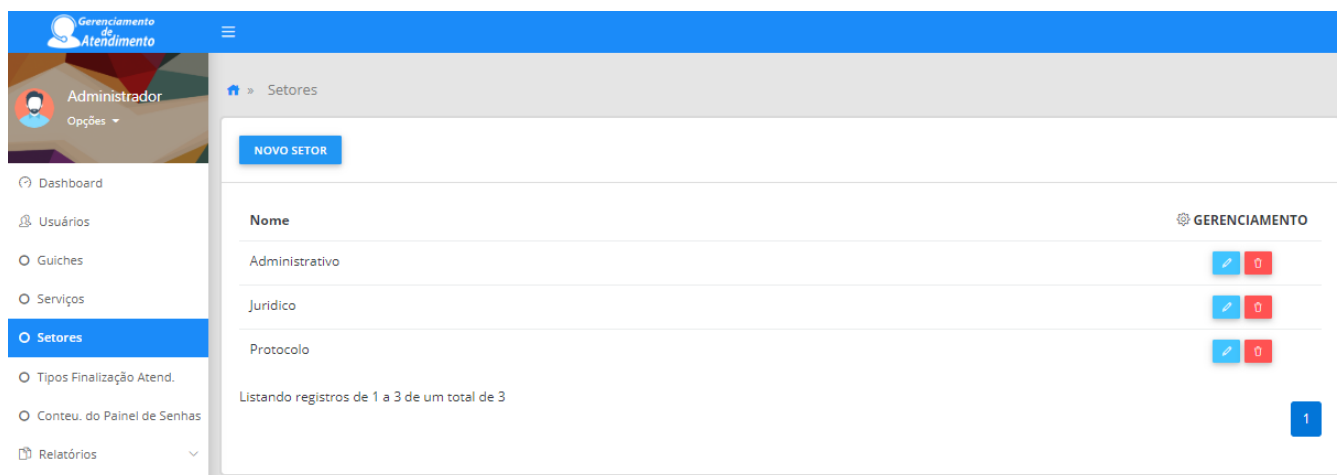 Gerenciamento
de
Atendimento
Administrador
Opções
» Setores
NOVO SETOR
Dashboard
Usuários
Guiches
Serviços
Setores
Tipos Finalização Atend.
Conteu. do Painel de Senhas
Relatórios
Nome GERENCIAMENTO
Administrativo
Juridico
Protocolo
Listando registros de 1 a 3 de um total de 3
1